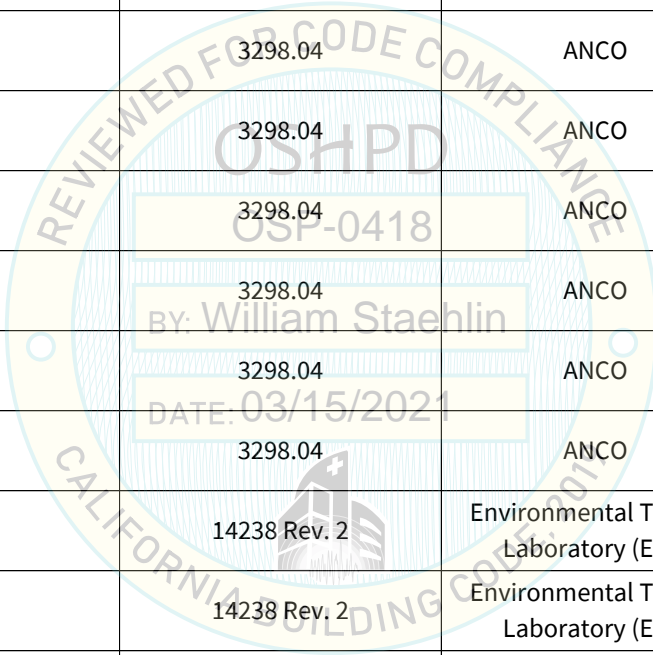 REVIEWED FOR CODE COMPLIANCE
3298.04 ANCO
3298.04 ANCO
OSHPD
3298.04 ANCO
OSP-0418
3298.04 ANCO
BY: William Staehlin
3298.04 ANCO
DATE: 03/15/2021
3298.04 ANCO
14238 Rev. 2 Environmental T
Laboratory (E
14238 Rev. 2 Environmental T
Laboratory (E
CALIFORNIA BUILDING CODE, 201